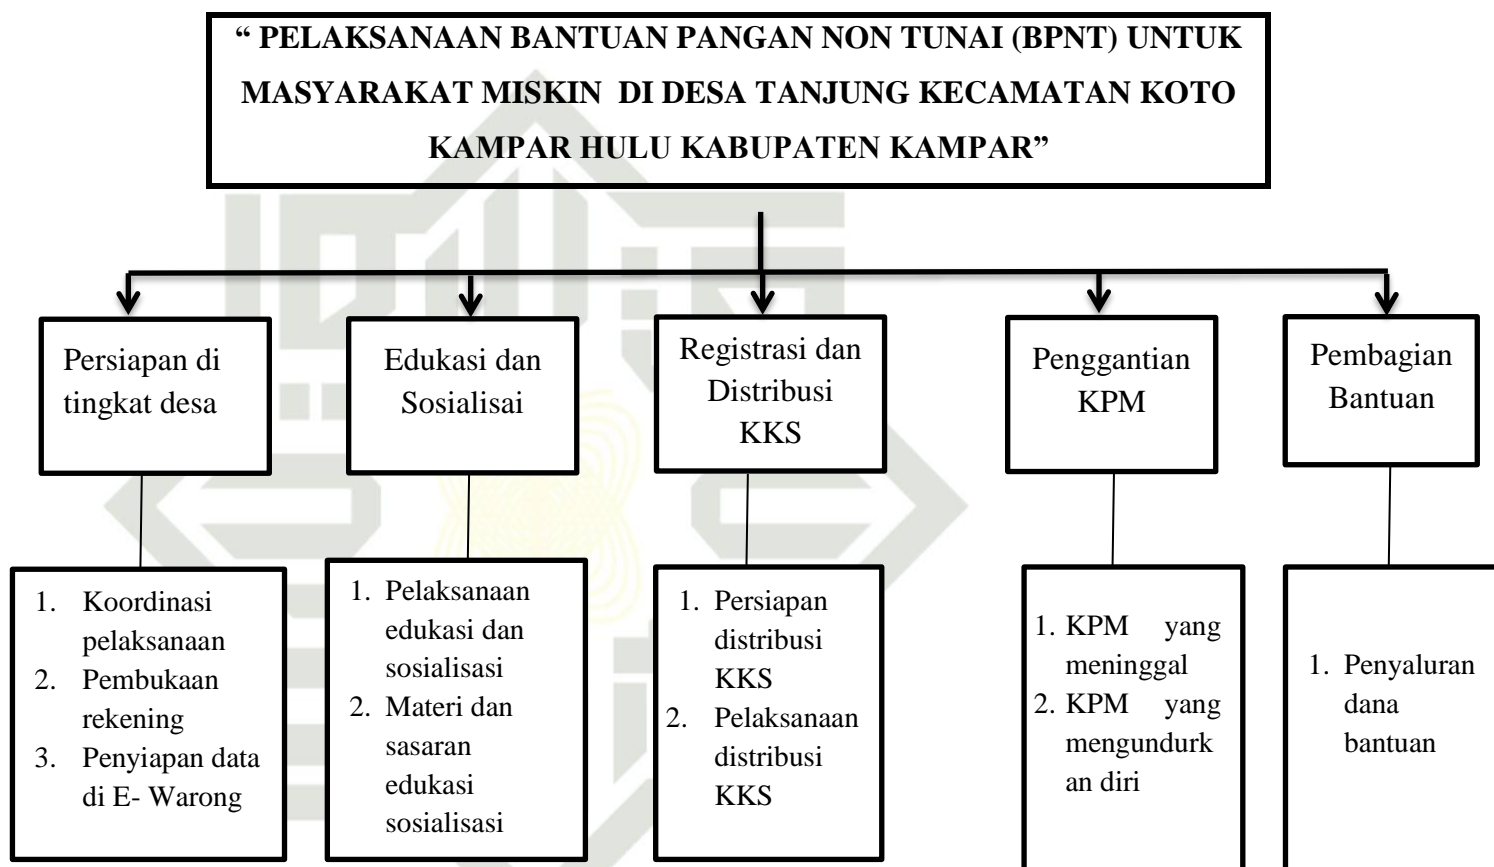 “ PELAKSANAAN BANTUAN PANGAN NON TUNAI (BPNT) UNTUK
MASYARAKAT MISKIN DI DESA TANJUNG KECAMATAN KOTO
KAMPAR HULU KABUPATEN KAMPAR”
Persiapan di
tingkat desa
Edukasi dan
Sosialisai
Registrasi dan
Distribusi
KKS
Penggantian
KPM
Pembagian
Bantuan
1. Koordinasi
pelaksanaan
2. Pembukaan
rekening
3. Penyiapan data
di E- Warong
1. Pelaksanaan
edukasi dan
sosialisasi
2. Materi dan
sasaran
edukasi
sosialisasi
1. Persiapan
distribusi
KKS
2. Pelaksanaan
distribusi
KKS
1. KPM yang
meninggal
2. KPM yang
mengundurk
an diri
1. Penyaluran
dana
bantuan